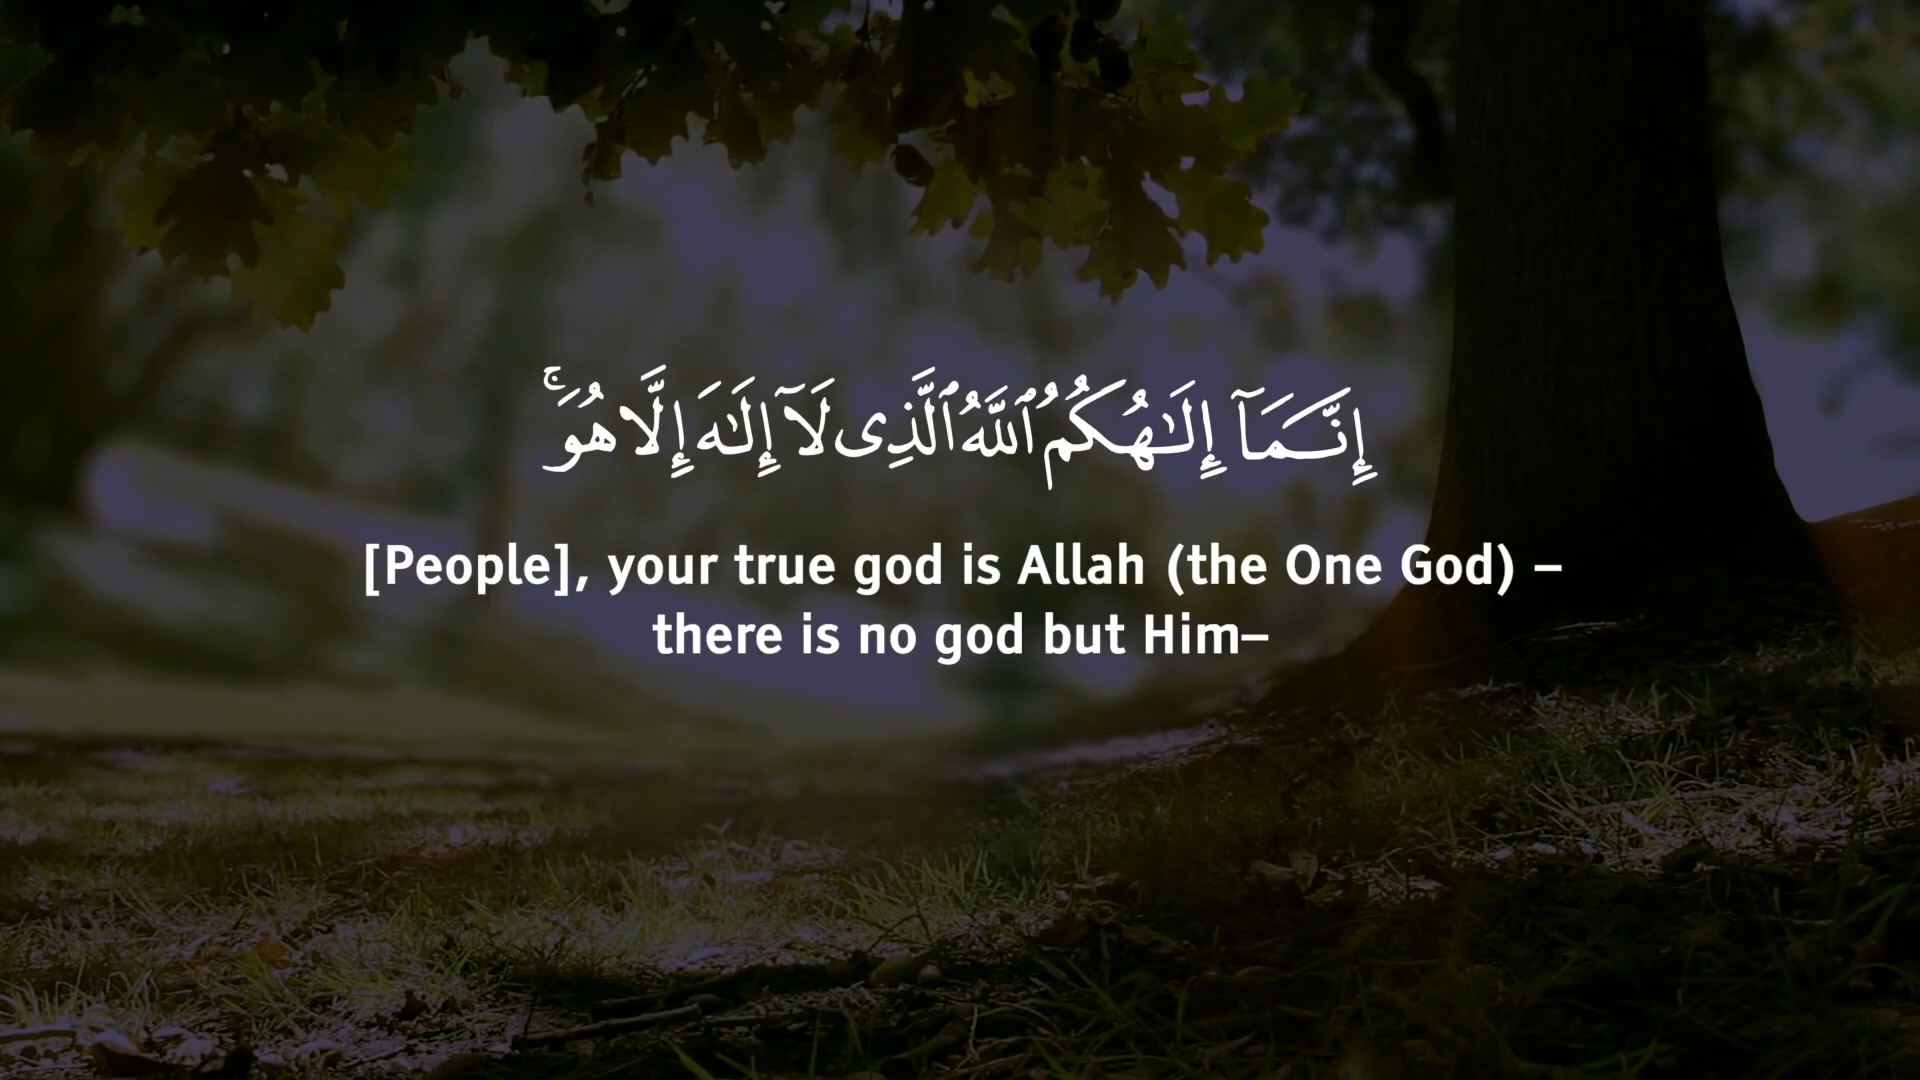 إِنَّمَآ إِلَـٰهُكُمُ ٱللَّهُ ٱلَّذِى لَآ إِلَـٰهَ إِلَّا هُوَ ۚ
[People], your true god is Allah (the One God) –
there is no god but Him–